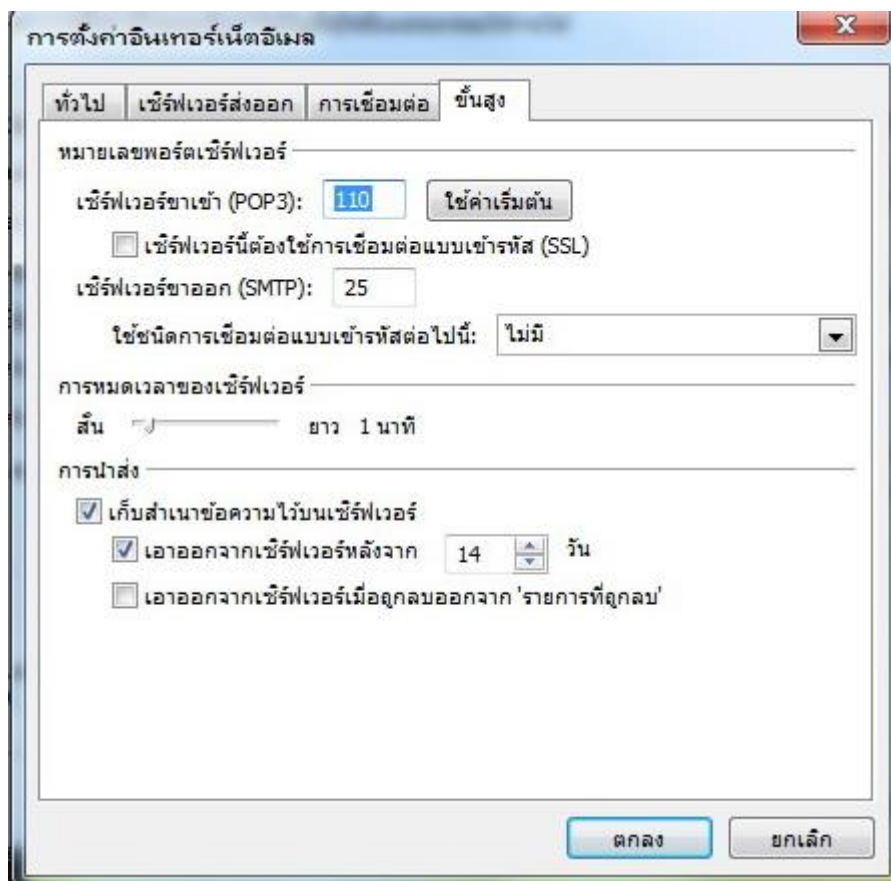 การตั้งค่าอินเทอร์เน็ตอีเมล
ทั่วไป เซิร์ฟเวอร์ส่งออก การเชื่อมต่อ ขั้นสูง
หมายเลขพอร์ตเซิร์ฟเวอร์
เซิร์ฟเวอร์ขาเข้า (POP3): 110 ใช้ค่าเริ่มต้น
เซิร์ฟเวอร์นี้ต้องใช้การเชื่อมต่อแบบเข้ารหัส (SSL)
เซิร์ฟเวอร์ขาออก (SMTP): 25
ใช้ชนิดการเชื่อมต่อแบบเข้ารหัสต่อไปนี้: ไม่มี
การหมดเวลาของเซิร์ฟเวอร์
สั้น ยาว 1 นาที
การนำส่ง
เก็บสำเนาข้อความไว้บนเซิร์ฟเวอร์
เอาออกจากเซิร์ฟเวอร์หลังจาก 14 วัน
เอาออกจากเซิร์ฟเวอร์เมื่อถูกลบออกจาก 'รายการที่ถูกลบ'
ตกลง ยกเลิก